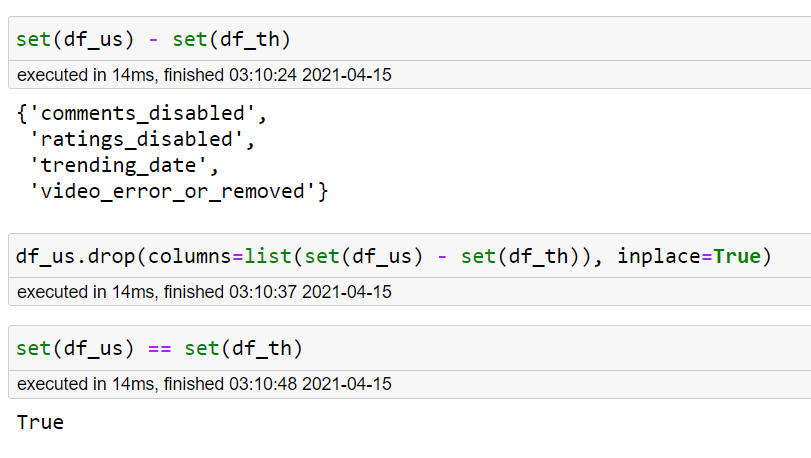 set(df_us) - set(df_th)
executed in 14ms, finished 03:10:24 2021-04-15
{'comments_disabled',
 'ratings_disabled',
 'trending_date',
 'video_error_or_removed'}
df_us.drop(columns=list(set(df_us) - set(df_th)), inplace=True)
executed in 14ms, finished 03:10:37 2021-04-15
set(df_us) == set(df_th)
executed in 14ms, finished 03:10:48 2021-04-15
True